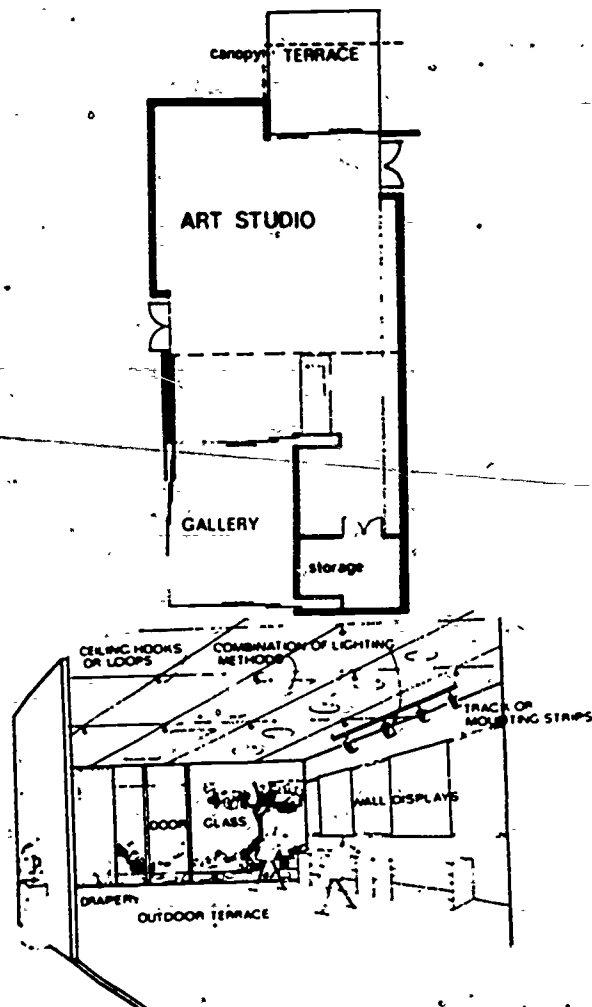 canopy TERRACE
ART STUDIO
GALLERY
storage
CEILING HOOKS
OR LOOPS
COMBINATION OF LIGHTING
METHODS
TRACK OR
MOUNTING STRIPS
WALL DISPLAYS
DOOR
GLASS
DRAPERY
OUTDOOR TERRACE